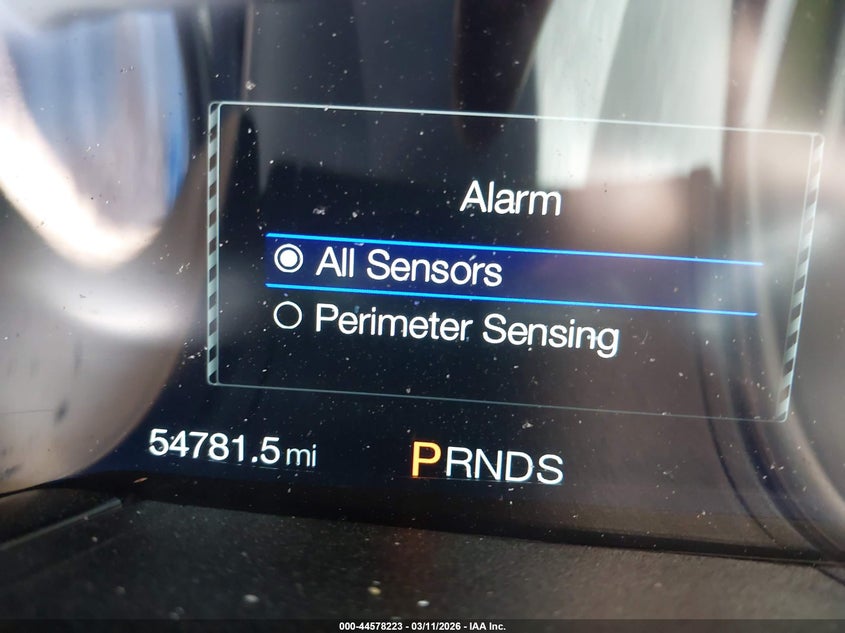 Alarm
All Sensors
Perimeter Sensing
54781.5 mi
PRNDS
000-44578223 - 03/11/2026 - IAA Inc.